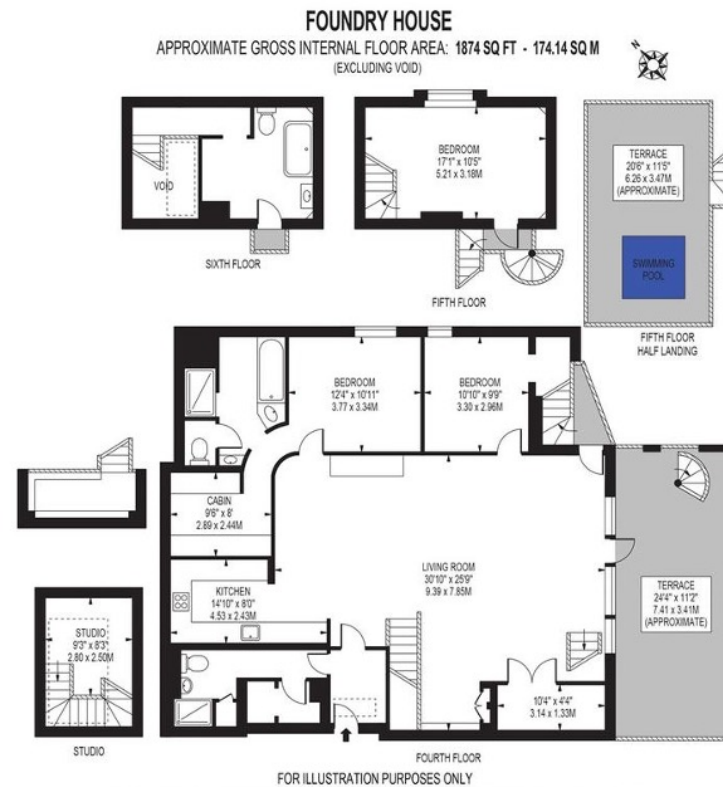 FOUNDRY HOUSE
APPROXIMATE GROSS INTERNAL FLOOR AREA: 1874 SQ FT - 174.14 SQ M
(EXCLUDING VOID)
N
VOID
SIXTH FLOOR
BEDROOM
17'1" x 10'5"
5.21 x 3.18M
FIFTH FLOOR
TERRACE
20'6" x 11'5"
6.26 x 3.47M
(APPROXIMATE)
SWIMMING
POOL
FIFTH FLOOR
HALF LANDING
BEDROOM
12'4" x 10'11"
3.77 x 3.34M
BEDROOM
10'10" x 9'9"
3.30 x 2.96M
CABIN
9'6" x 8'
2.89 x 2.44M
KITCHEN
14'10" x 8'0"
4.53 x 2.43M
LIVING ROOM
30'10" x 25'9"
9.39 x 7.85M
TERRACE
24'4" x 11'2"
7.41 x 3.41M
(APPROXIMATE)
10'4" x 4'4"
3.14 x 1.33M
STUDIO
9'3" x 8'3"
2.80 x 2.50M
STUDIO
FOURTH FLOOR
FOR ILLUSTRATION PURPOSES ONLY